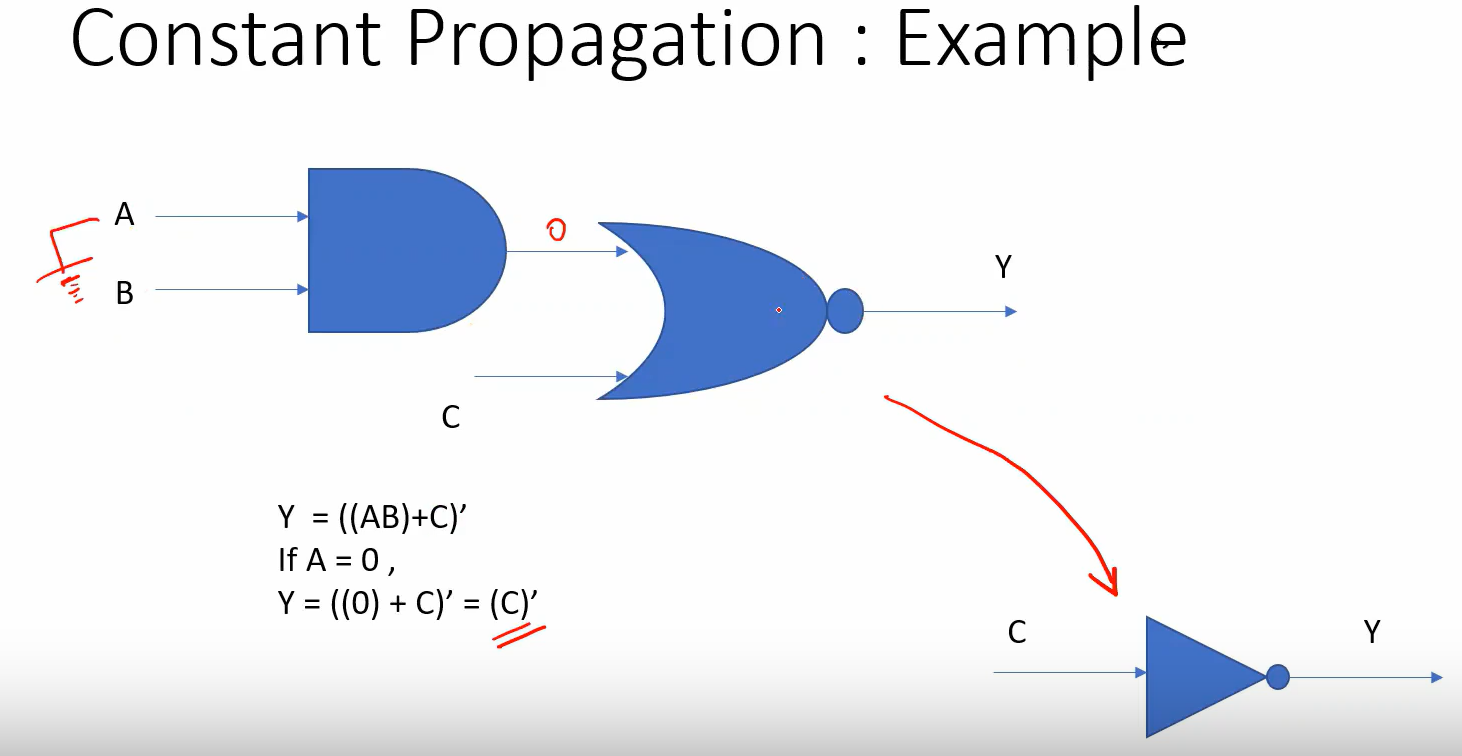 Constant Propagation : Example
A
B
0
C
Y
Y = ((AB)+C)’
If A = 0 ,
Y = ((0) + C)’ = (C)’
C
Y